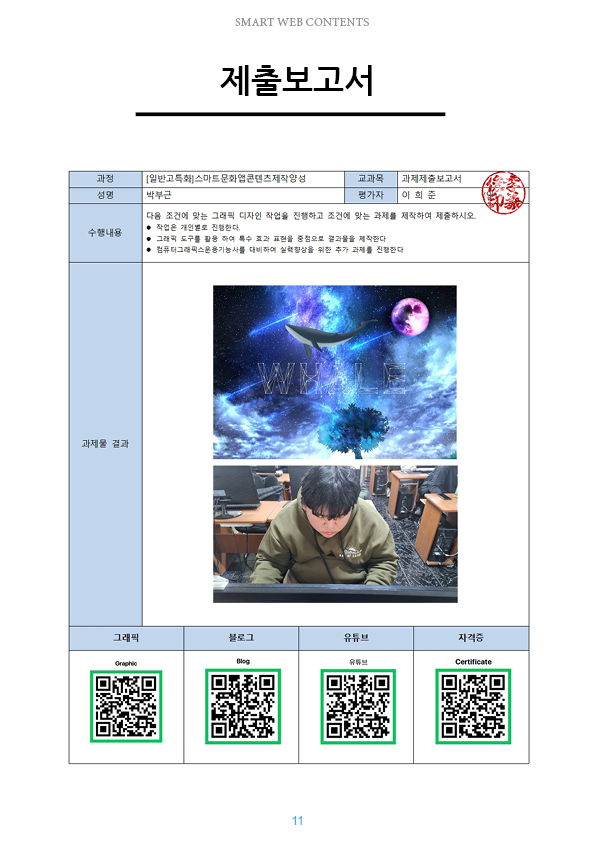 SMART WEB CONTENTS
제출보고서
과정
[일반고특화]스마트문화앱콘텐츠제작양성
교과목
과제제출보고서
성명
박부근
평가자
이 희 준
수행내용
다음 조건에 맞는 그래픽 디자인 작업을 진행하고 조건에 맞는 과제를 제작하여 제출하시오.
● 작업은 개인별로 진행한다.
● 그래픽 도구를 활용 하여 특수 효과 표현을 중점으로 결과물을 제작한다
● 컴퓨터그래픽스운용기능사를 대비하여 실력향상을 위한 추가 과제를 진행한다
과제물 결과
WHALE
그래픽
블로그
유튜브
자격증
Graphic
Blog
유튜브
Certificate
11